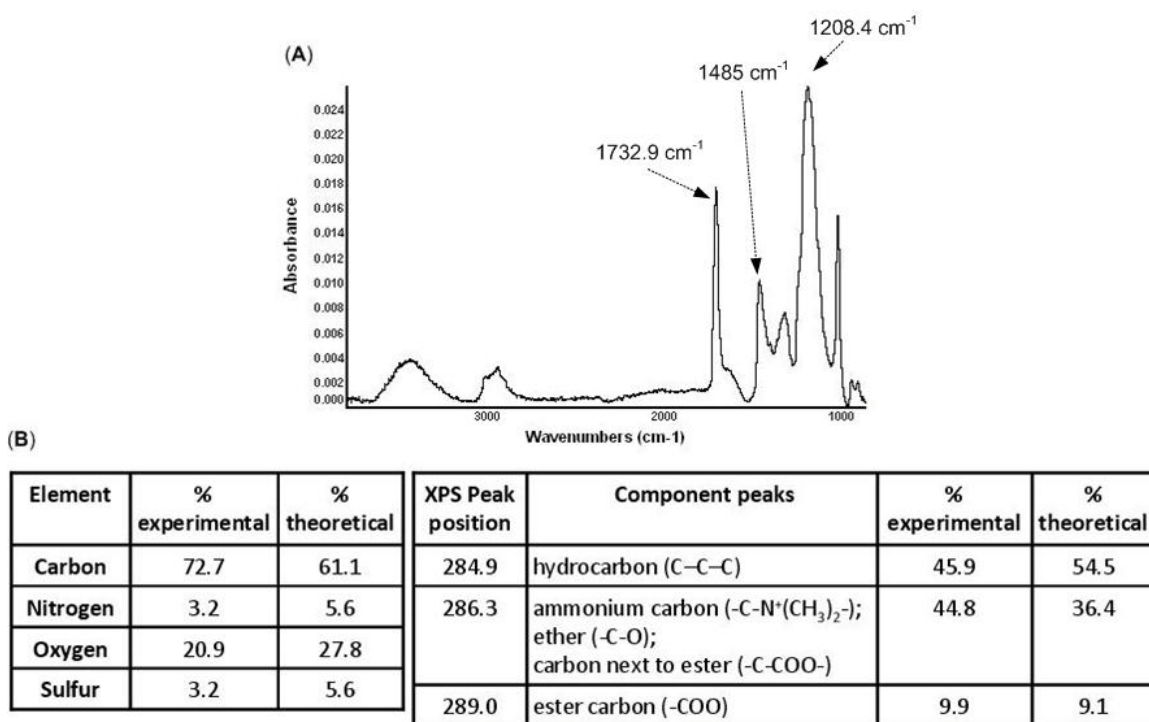 (A)
1208.4 cm-1
1485 cm-1
1732.9 cm-1
Absorbance
0.024
0.022
0.020
0.018
0.016
0.014
0.012
0.010
0.008
0.006
0.004
0.002
0.000
3000 2000 1000
Wavenumbers (cm-1)
(B)
Element % experimental % theoretical
Carbon 72.7 61.1
Nitrogen 3.2 5.6
Oxygen 20.9 27.8
Sulfur 3.2 5.6
XPS Peak position Component peaks % experimental % theoretical
284.9 hydrocarbon (C–C–C) 45.9 54.5
286.3 ammonium carbon (-C-N⁺(CH₃)₂-); 44.8 36.4
ether (-C-O);
carbon next to ester (-C-COO-)
289.0 ester carbon (-COO) 9.9 9.1